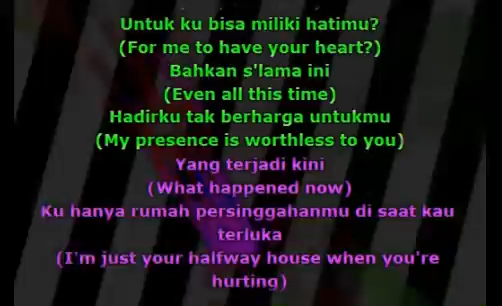 Untuk ku bisa miliki hatimu?
(For me to have your heart?)
Bahkan s'lama ini
(Even all this time)
Hadirku tak berharga untukmu
(My presence is worthless to you)
Yang terjadi kini
(What happened now)
Ku hanya rumah persinggahanmu di saat kau
terluka
(I'm just your halfway house when you're
hurting)